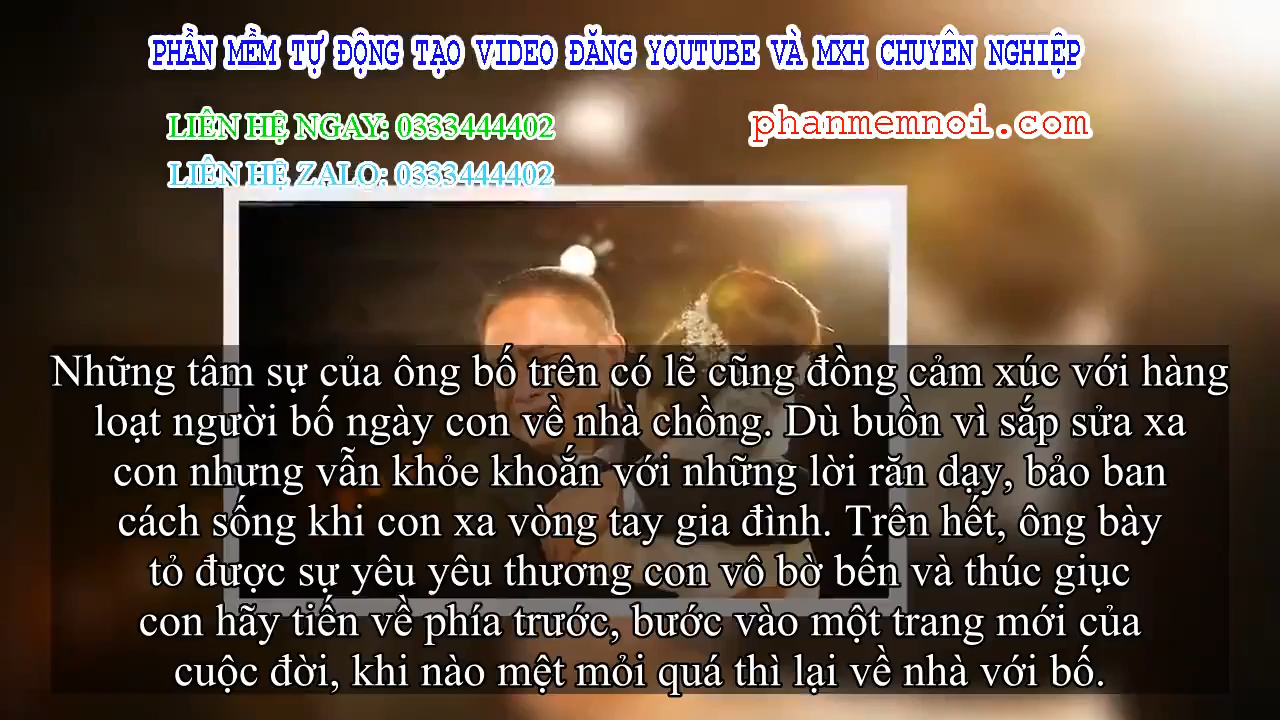 PHẦN MỀM TỰ ĐỘNG TẠO VIDEO ĐĂNG YOUTUBE VÀ MXH CHUYÊN NGHIỆP
LIÊN HỆ NGAY: 0333444402
phanmemnoi.com
LIÊN HỆ ZALO: 0333444402
Những tâm sự của ông bố trên có lẽ cũng đồng cảm xúc với hàng
loạt người bố ngày con về nhà chồng. Dù buồn vì sắp sửa xa
con nhưng vẫn khỏe khoắn với những lời răn dạy, bảo ban
cách sống khi con xa vòng tay gia đình. Trên hết, ông bày
tỏ được sự yêu yêu thương con vô bờ bến và thúc giục
con hãy tiến về phía trước, bước vào một trang mới của
cuộc đời, khi nào mệt mỏi quá thì lại về nhà với bố.